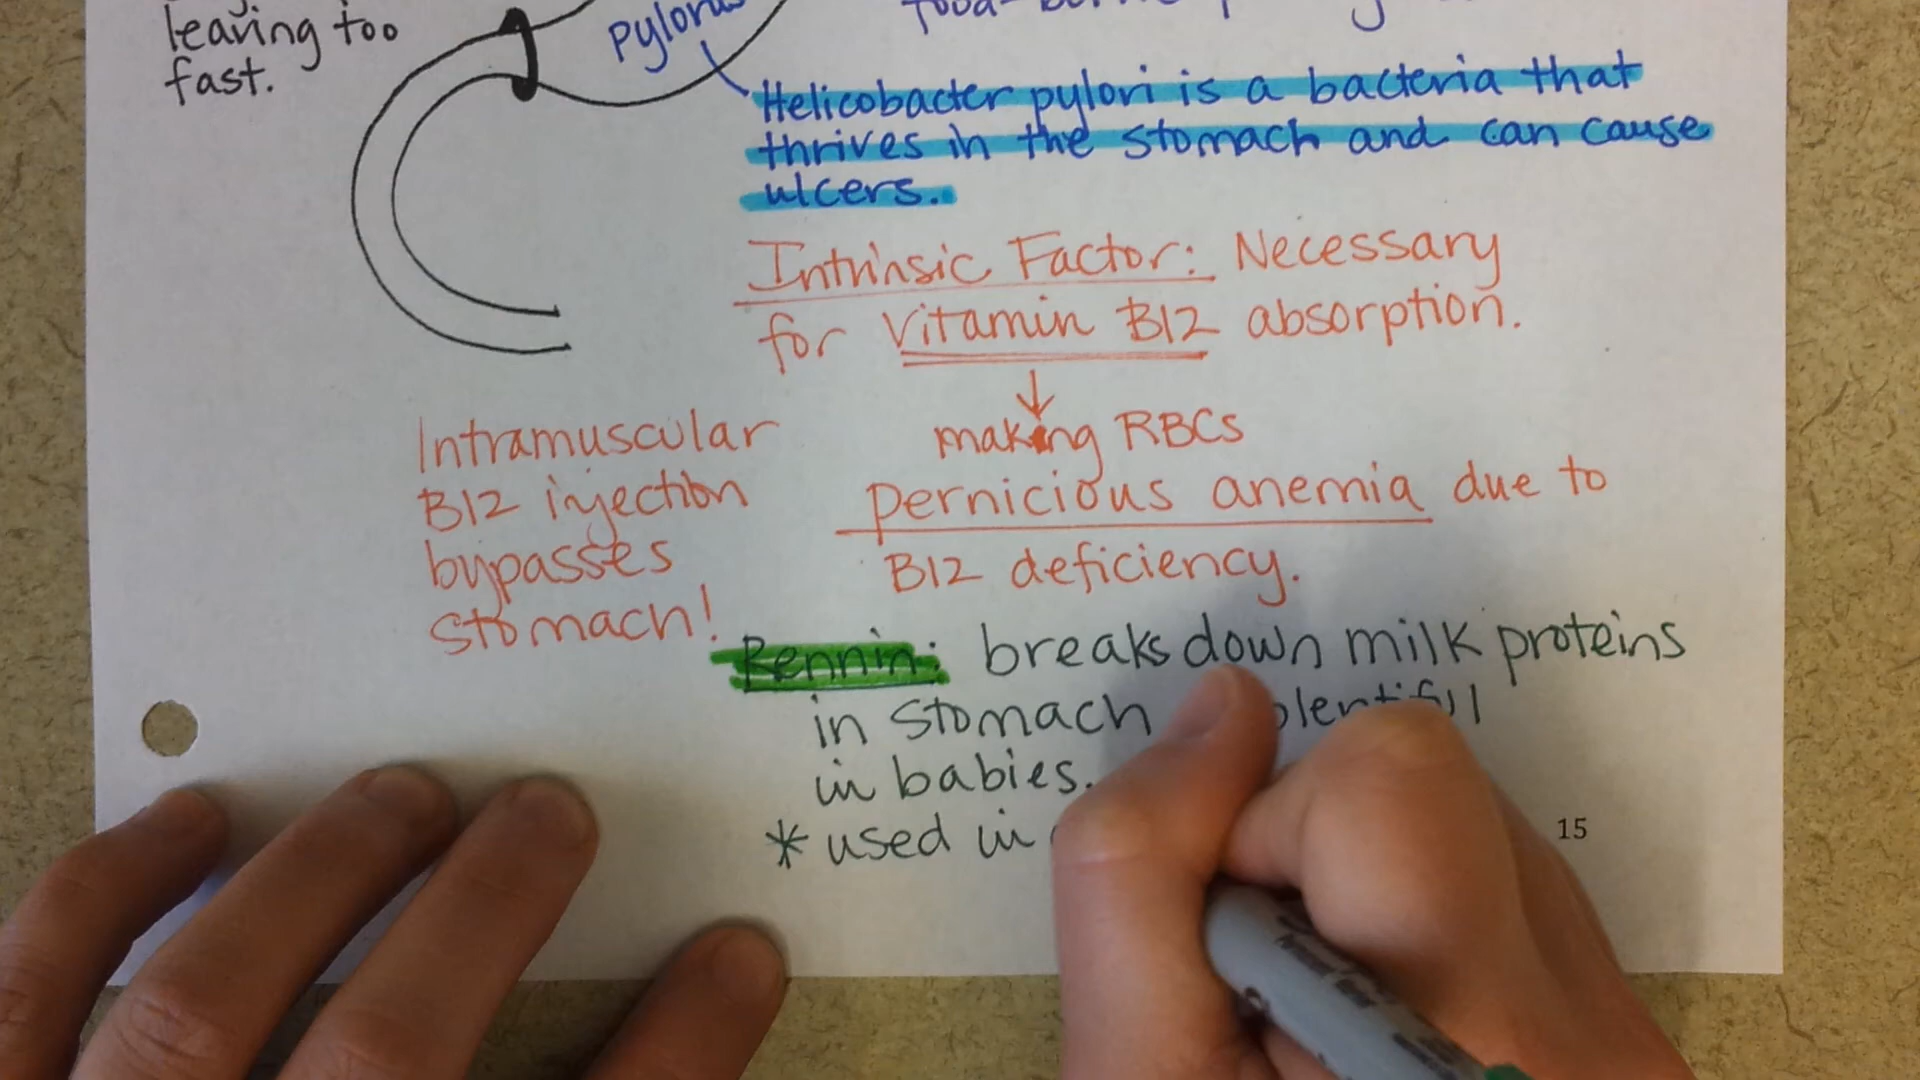 leaving too
fast.
pylorus
Helicobacter pylori is a bacteria that
thrives in the stomach and can cause
ulcers.
Intrinsic Factor: Necessary
for Vitamin B12 absorption.
↓
making RBCs
pernicious anemia due to
B12 deficiency.
Intramuscular
B12 injection
bypasses
stomach!
Rennin: breaks down milk proteins
in stomach plentiful
in babies.
* used in
15